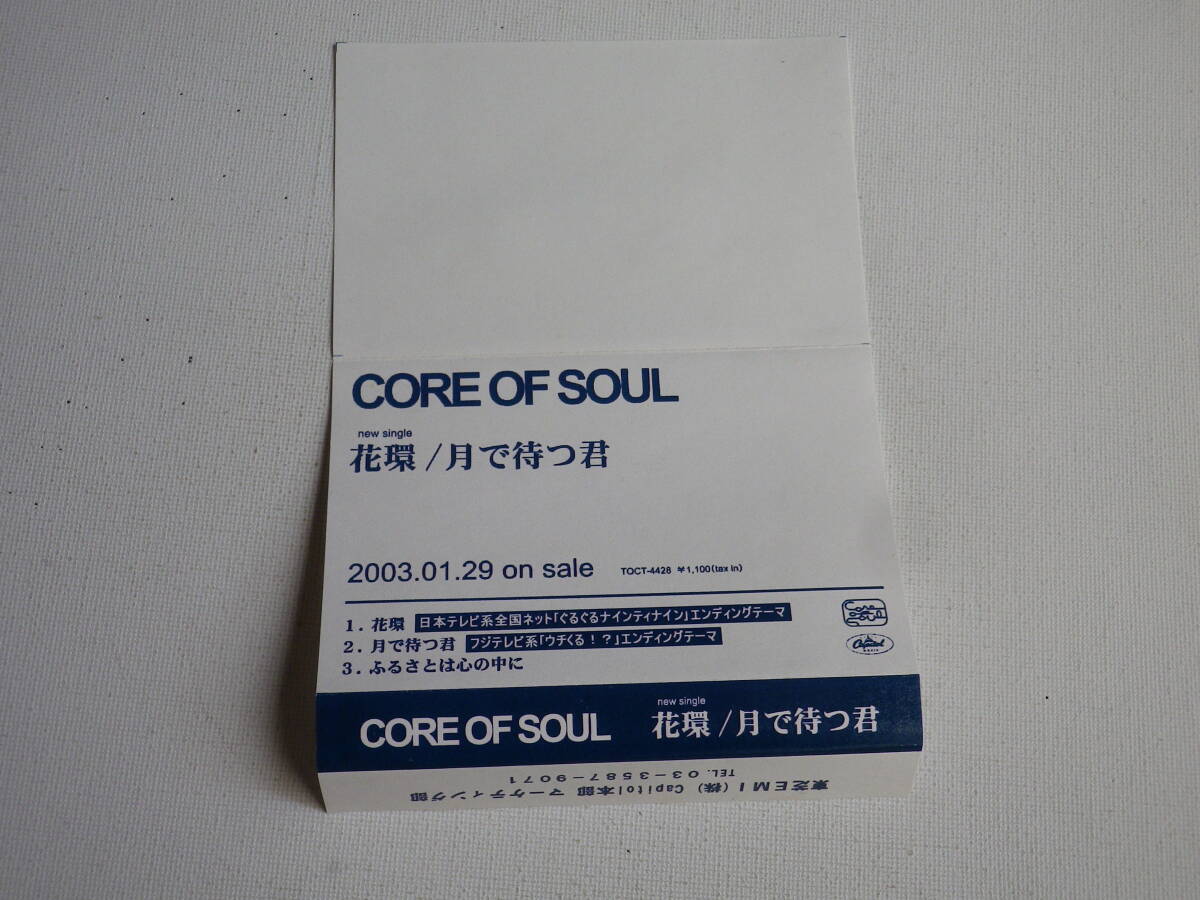 CORE OF SOUL
new single
花環 / 月で待つ君
2003.01.29 on sale TOCT-4428 ¥1,100(tax in)
1. 花環 日本テレビ系全国ネット「ぐるぐるナインティナイン」エンディングテーマ
2. 月で待つ君 フジテレビ系「ウチくる!?」エンディングテーマ
3. ふるさとは心の中に
Core of Soul
Capitol
CORE OF SOUL
new single
花環 / 月で待つ君
東芝EMI(株) Capitol本部 マーケティング部
TEL. 03-3587-9071